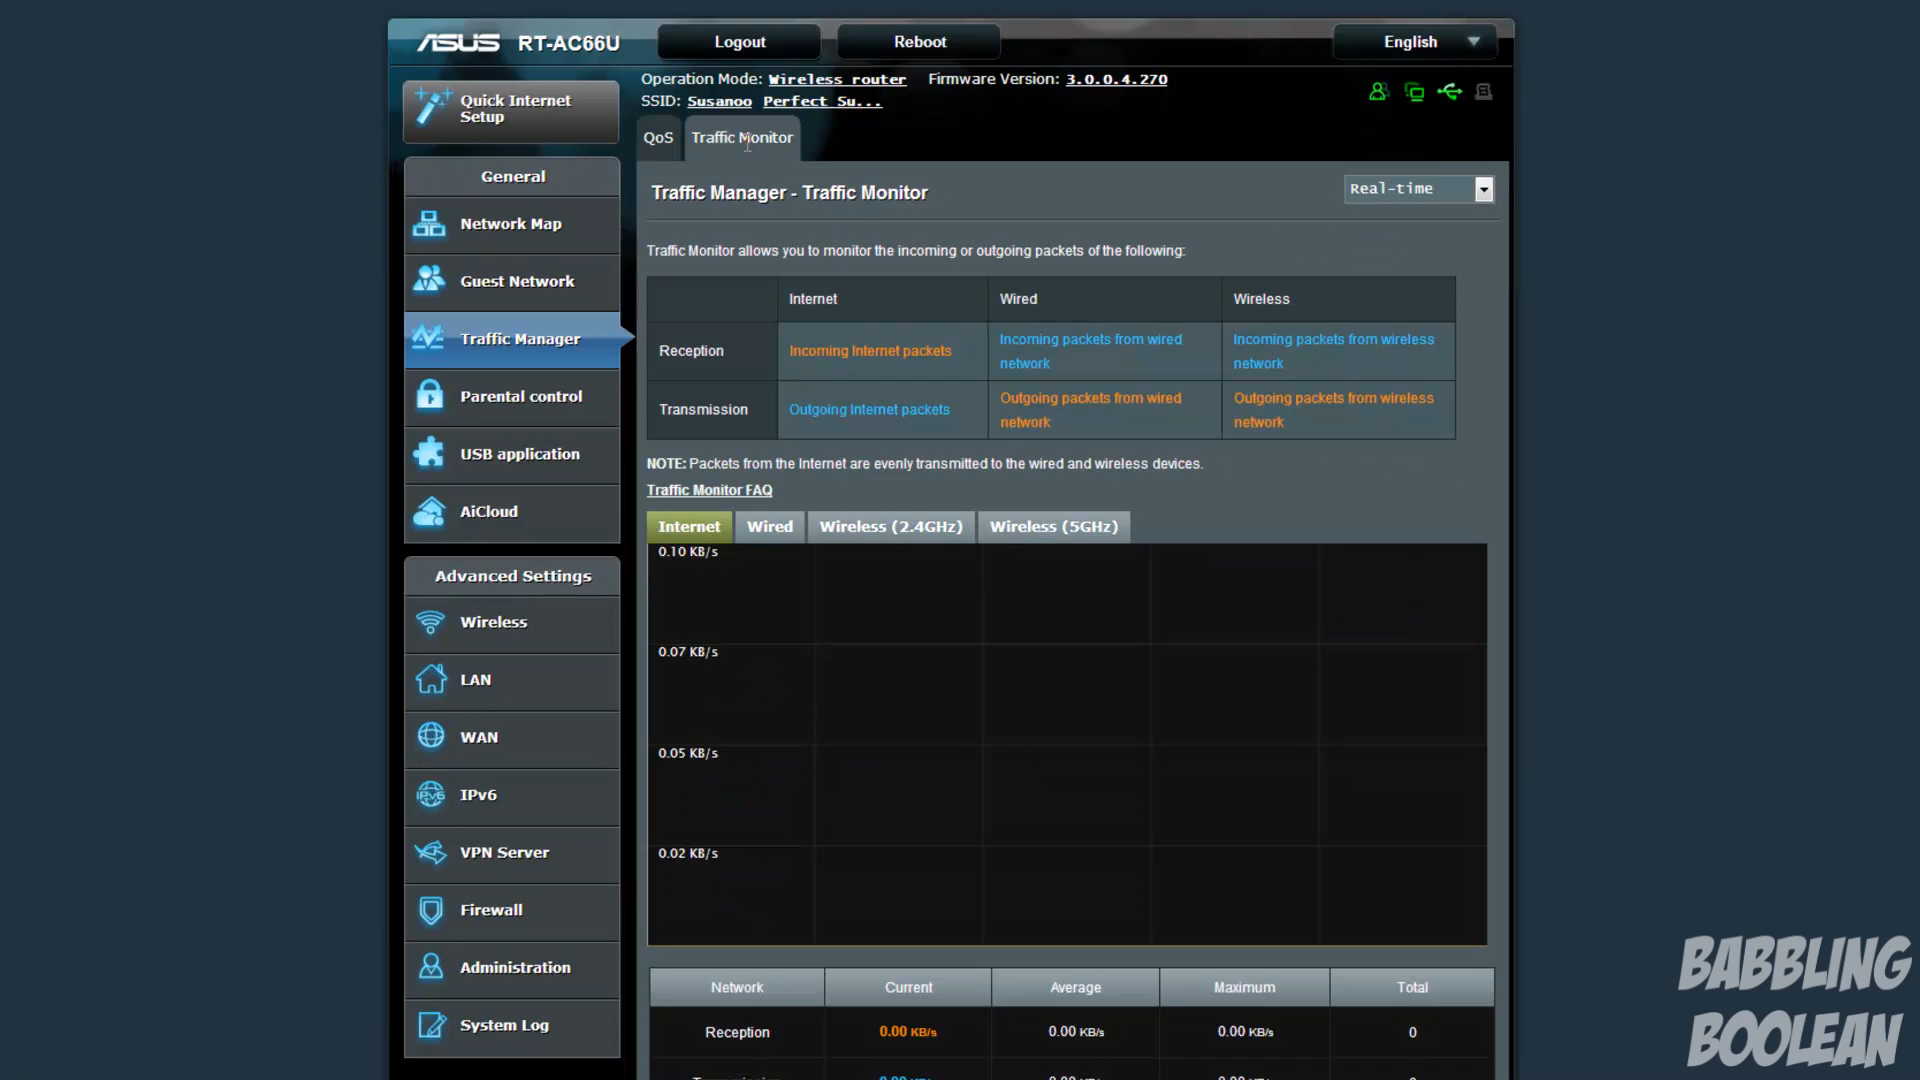 ASUS RT-AC66U Logout Reboot English
Operation Mode: Wireless router Firmware Version: 3.0.0.4.270
SSID: Susanoo Perfect Su...
Quick Internet
Setup
General
Network Map
Guest Network
Traffic Manager
Parental control
USB application
AiCloud
Advanced Settings
Wireless
LAN
WAN
IPv6
VPN Server
Firewall
Administration
System Log
QoS Traffic Monitor
Traffic Manager - Traffic Monitor Real-time
Traffic Monitor allows you to monitor the incoming or outgoing packets of the following:
Internet Wired Wireless
Reception Incoming Internet packets Incoming packets from wired network Incoming packets from wireless network
Transmission Outgoing Internet packets Outgoing packets from wired network Outgoing packets from wireless network
NOTE: Packets from the Internet are evenly transmitted to the wired and wireless devices.
Traffic Monitor FAQ
Internet Wired Wireless (2.4GHz) Wireless (5GHz)
0.10 KB/s
0.07 KB/s
0.05 KB/s
0.02 KB/s
Network Current Average Maximum Total
Reception 0.00 KB/s 0.00 KB/s 0.00 KB/s 0
BABBLING
BOOLEAN